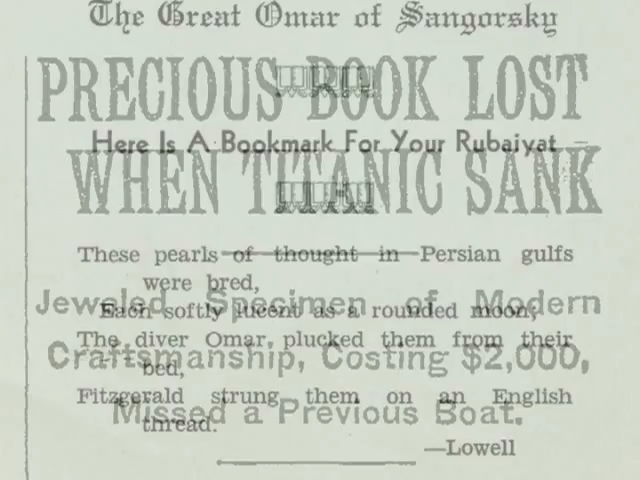 The Great Omar of Sangorsky
PRECIOUS BOOK LOST
Here Is A Bookmark For Your Rubaiyat
WHEN TITANIC SANK
These pearls of thought in Persian gulfs
were bred,
Each softly lucent as a rounded moon;
The diver Omar plucked them from their
bed,
Fitzgerald strung them on an English
thread.
—Lowell
Jeweled Specimen of Modern
Craftsmanship, Costing $2,000,
Missed a Previous Boat.